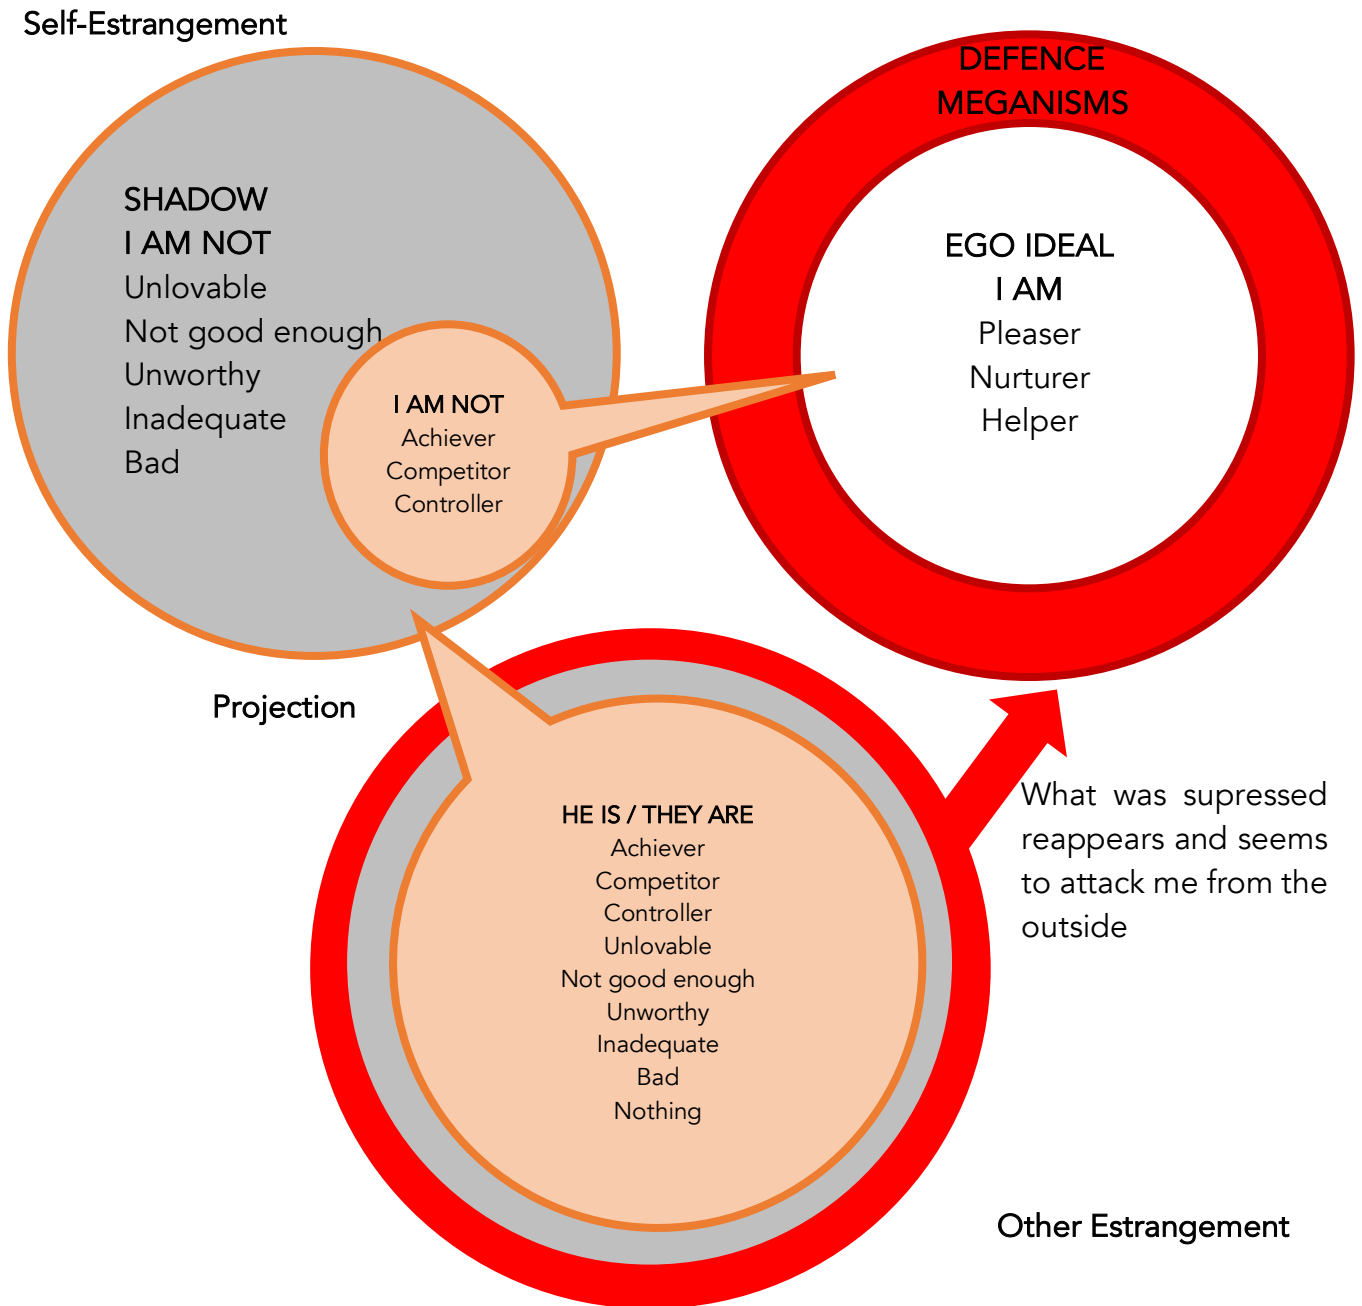 Self-Estrangement
DEFENCE
MEGANISMS
SHADOW
I AM NOT
Unlovable
Not good enough
Unworthy
Inadequate
Bad
I AM NOT
Achiever
Competitor
Controller
EGO IDEAL
I AM
Pleaser
Nurturer
Helper
Projection
HE IS / THEY ARE
Achiever
Competitor
Controller
Unlovable
Not good enough
Unworthy
Inadequate
Bad
Nothing
What was supressed
reappears and seems
to attack me from the
outside
Other Estrangement